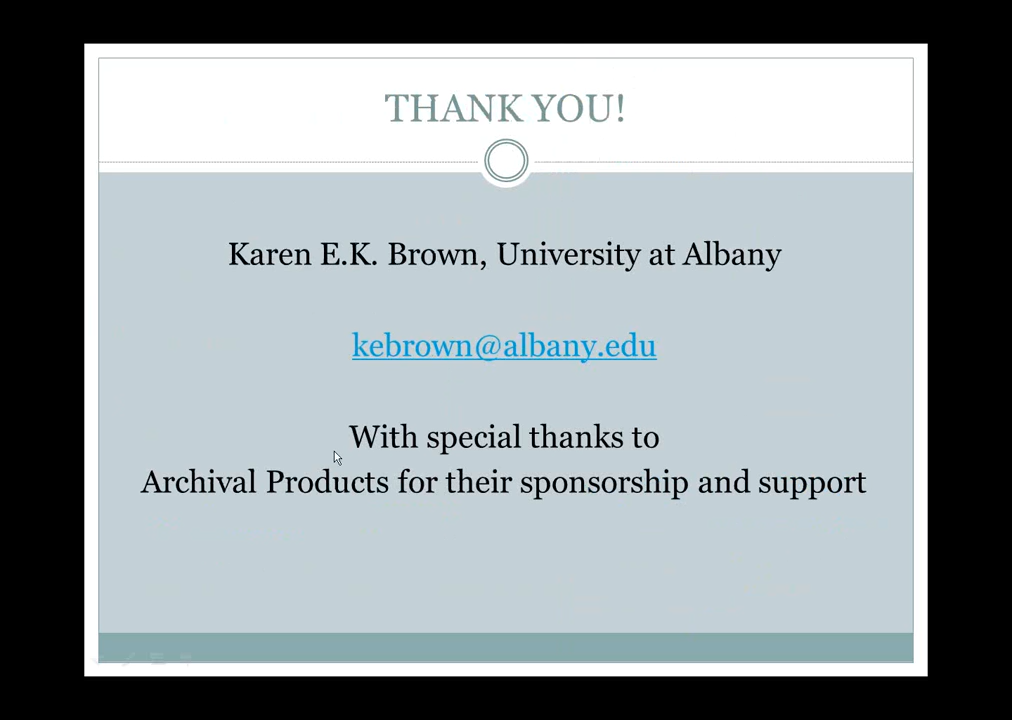 THANK YOU!
Karen E.K. Brown, University at Albany
kebrown@albany.edu
With special thanks to
Archival Products for their sponsorship and support